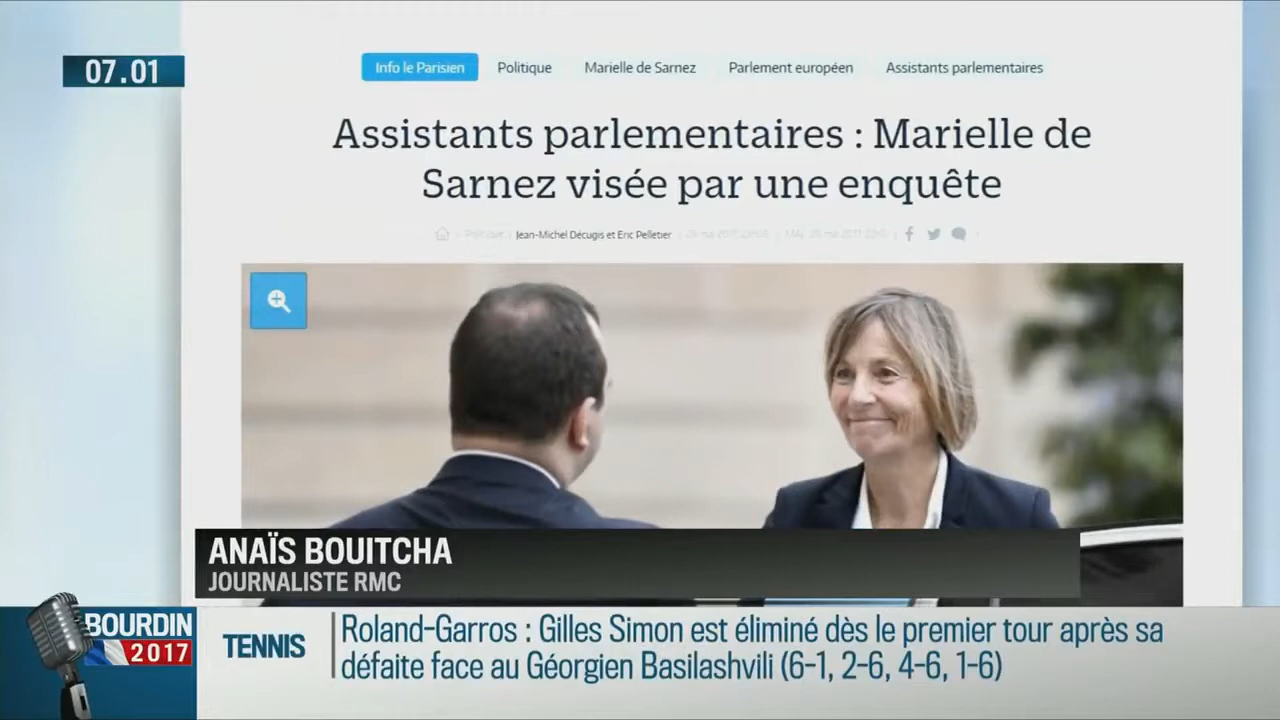 07.01
Info le Parisien Politique Marielle de Sarnez Parlement européen Assistants parlementaires
Assistants parlementaires : Marielle de
Sarnez visée par une enquête
Jean-Michel Décugis et Eric Pelletier
ANAÏS BOUITCHA
JOURNALISTE RMC
BOURDIN
2017
TENNIS
Roland-Garros : Gilles Simon est éliminé dès le premier tour après sa
défaite face au Géorgien Basilashvili (6-1, 2-6, 4-6, 1-6)